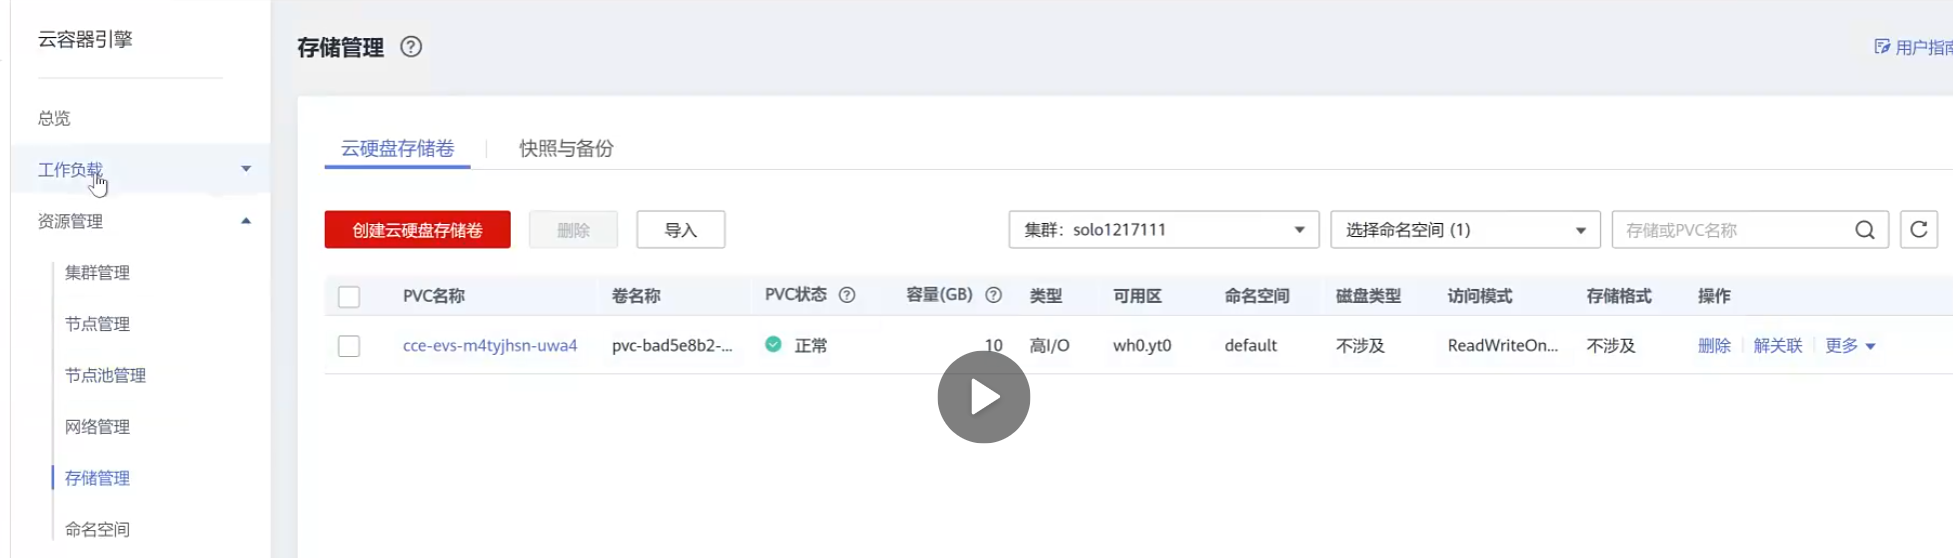 云容器引擎
总览
工作负载
资源管理
集群管理
节点管理
节点池管理
网络管理
存储管理
命名空间
存储管理
用户指南
云硬盘存储卷 快照与备份
创建云硬盘存储卷 删除 导入 集群：solo1217111 选择命名空间 (1) 存储或PVC名称
PVC名称 卷名称 PVC状态 容量(GB) 类型 可用区 命名空间 磁盘类型 访问模式 存储格式 操作
cce-evs-m4tyjhsn-uwa4 pvc-bad5e8b2-... 正常 10 高I/O wh0.yt0 default 不涉及 ReadWriteOn... 不涉及 删除 解关联 更多